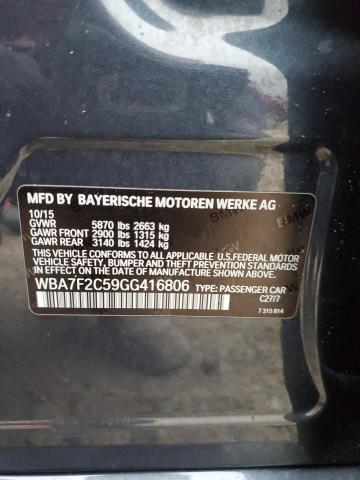 MFD BY BAYERISCHE MOTOREN WERKE AG
10/15
GVWR 5870 lbs 2663 kg
GAWR FRONT 2900 lbs 1315 kg
GAWR REAR 3140 lbs 1424 kg
THIS VEHICLE CONFORMS TO ALL APPLICABLE U.S.FEDERAL MOTOR
VEHICLE SAFETY, BUMPER, AND THEFT PREVENTION STANDARDS
IN EFFECT ON THE DATE OF MANUFACTURE SHOWN ABOVE.
WBA7F2C59GG416806 TYPE: PASSENGER CAR
C27/7
7 315 814